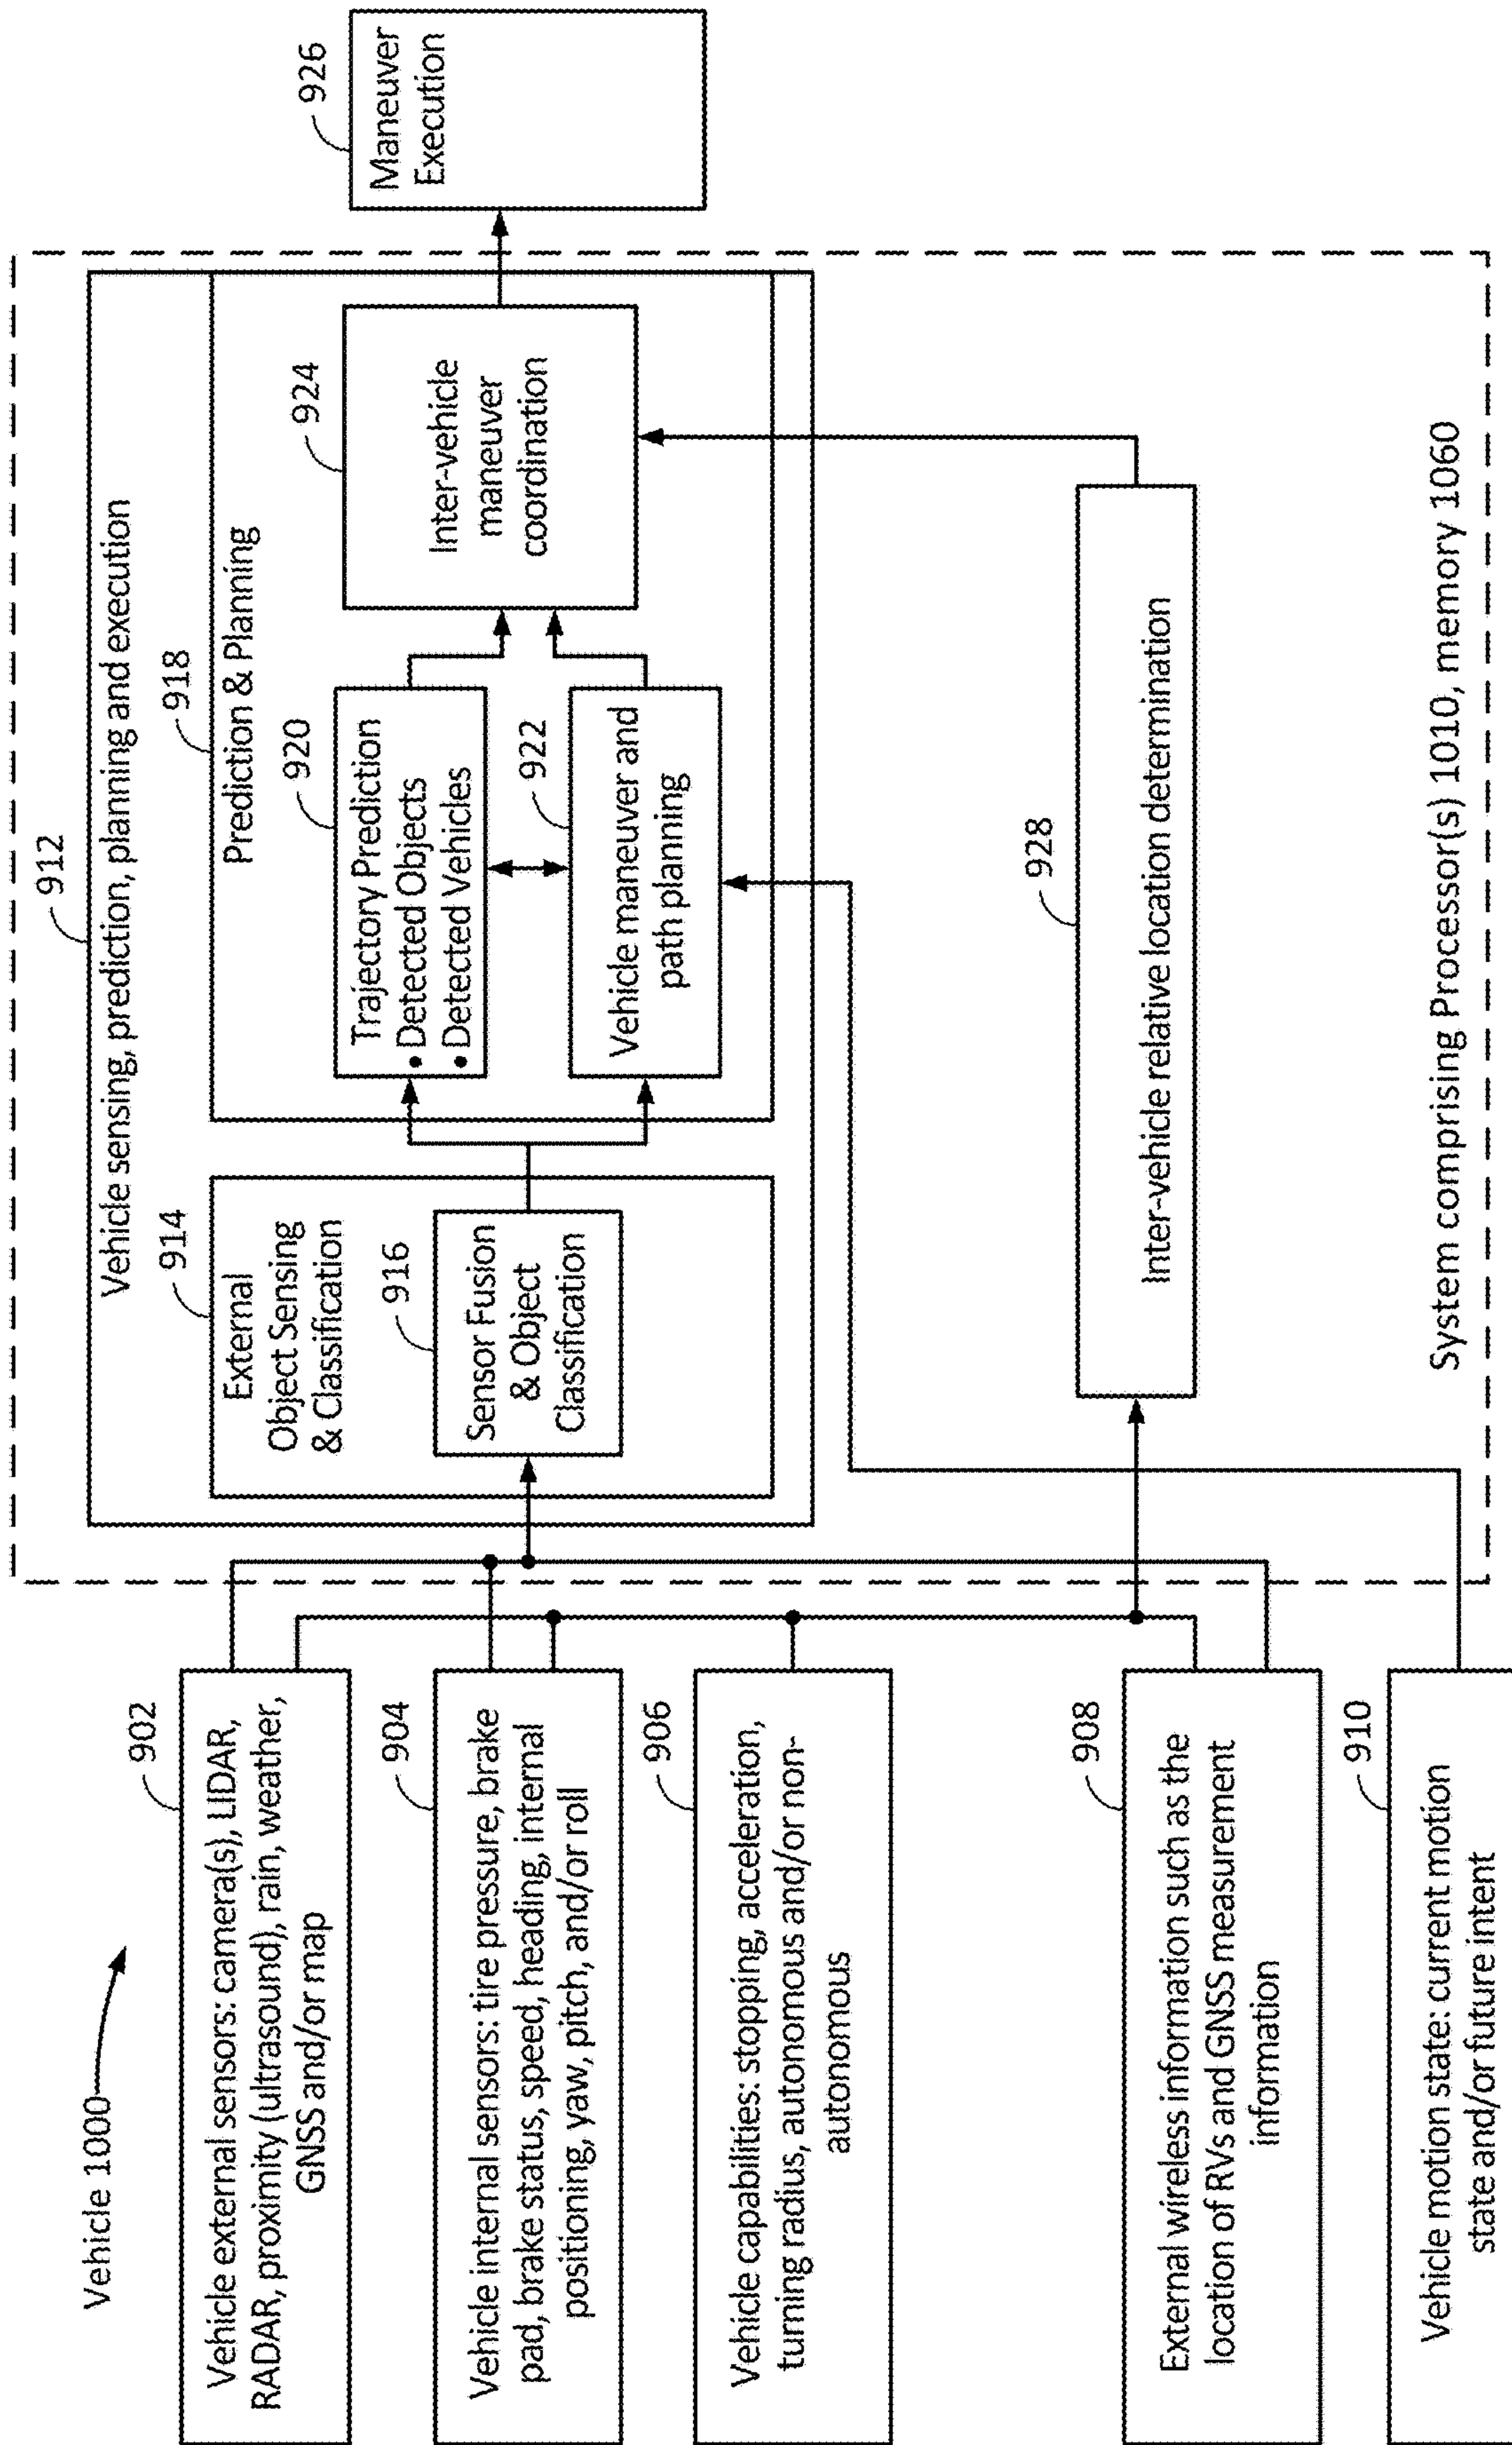 Vehicle 1000
902
Vehicle external sensors: camera(s), LIDAR,
RADAR, proximity (ultrasound), rain, weather,
GNSS and/or map
904
Vehicle internal sensors: tire pressure, brake
pad, brake status, speed, heading, internal
positioning, yaw, pitch, and/or roll
906
Vehicle capabilities: stopping, acceleration,
turning radius, autonomous and/or non-
autonomous
908
External wireless information such as the
location of RVs and GNSS measurement
information
910
Vehicle motion state: current motion
state and/or future intent
912
Vehicle sensing, prediction, planning and execution
914
External
Object Sensing
& Classification
916
Sensor Fusion
& Object
Classification
918
Prediction & Planning
920
Trajectory Prediction
• Detected Objects
• Detected Vehicles
922
Vehicle maneuver and
path planning
924
Inter-vehicle
maneuver
coordination
926
Maneuver
Execution
928
Inter-vehicle relative location determination
System comprising Processor(s) 1010, memory 1060